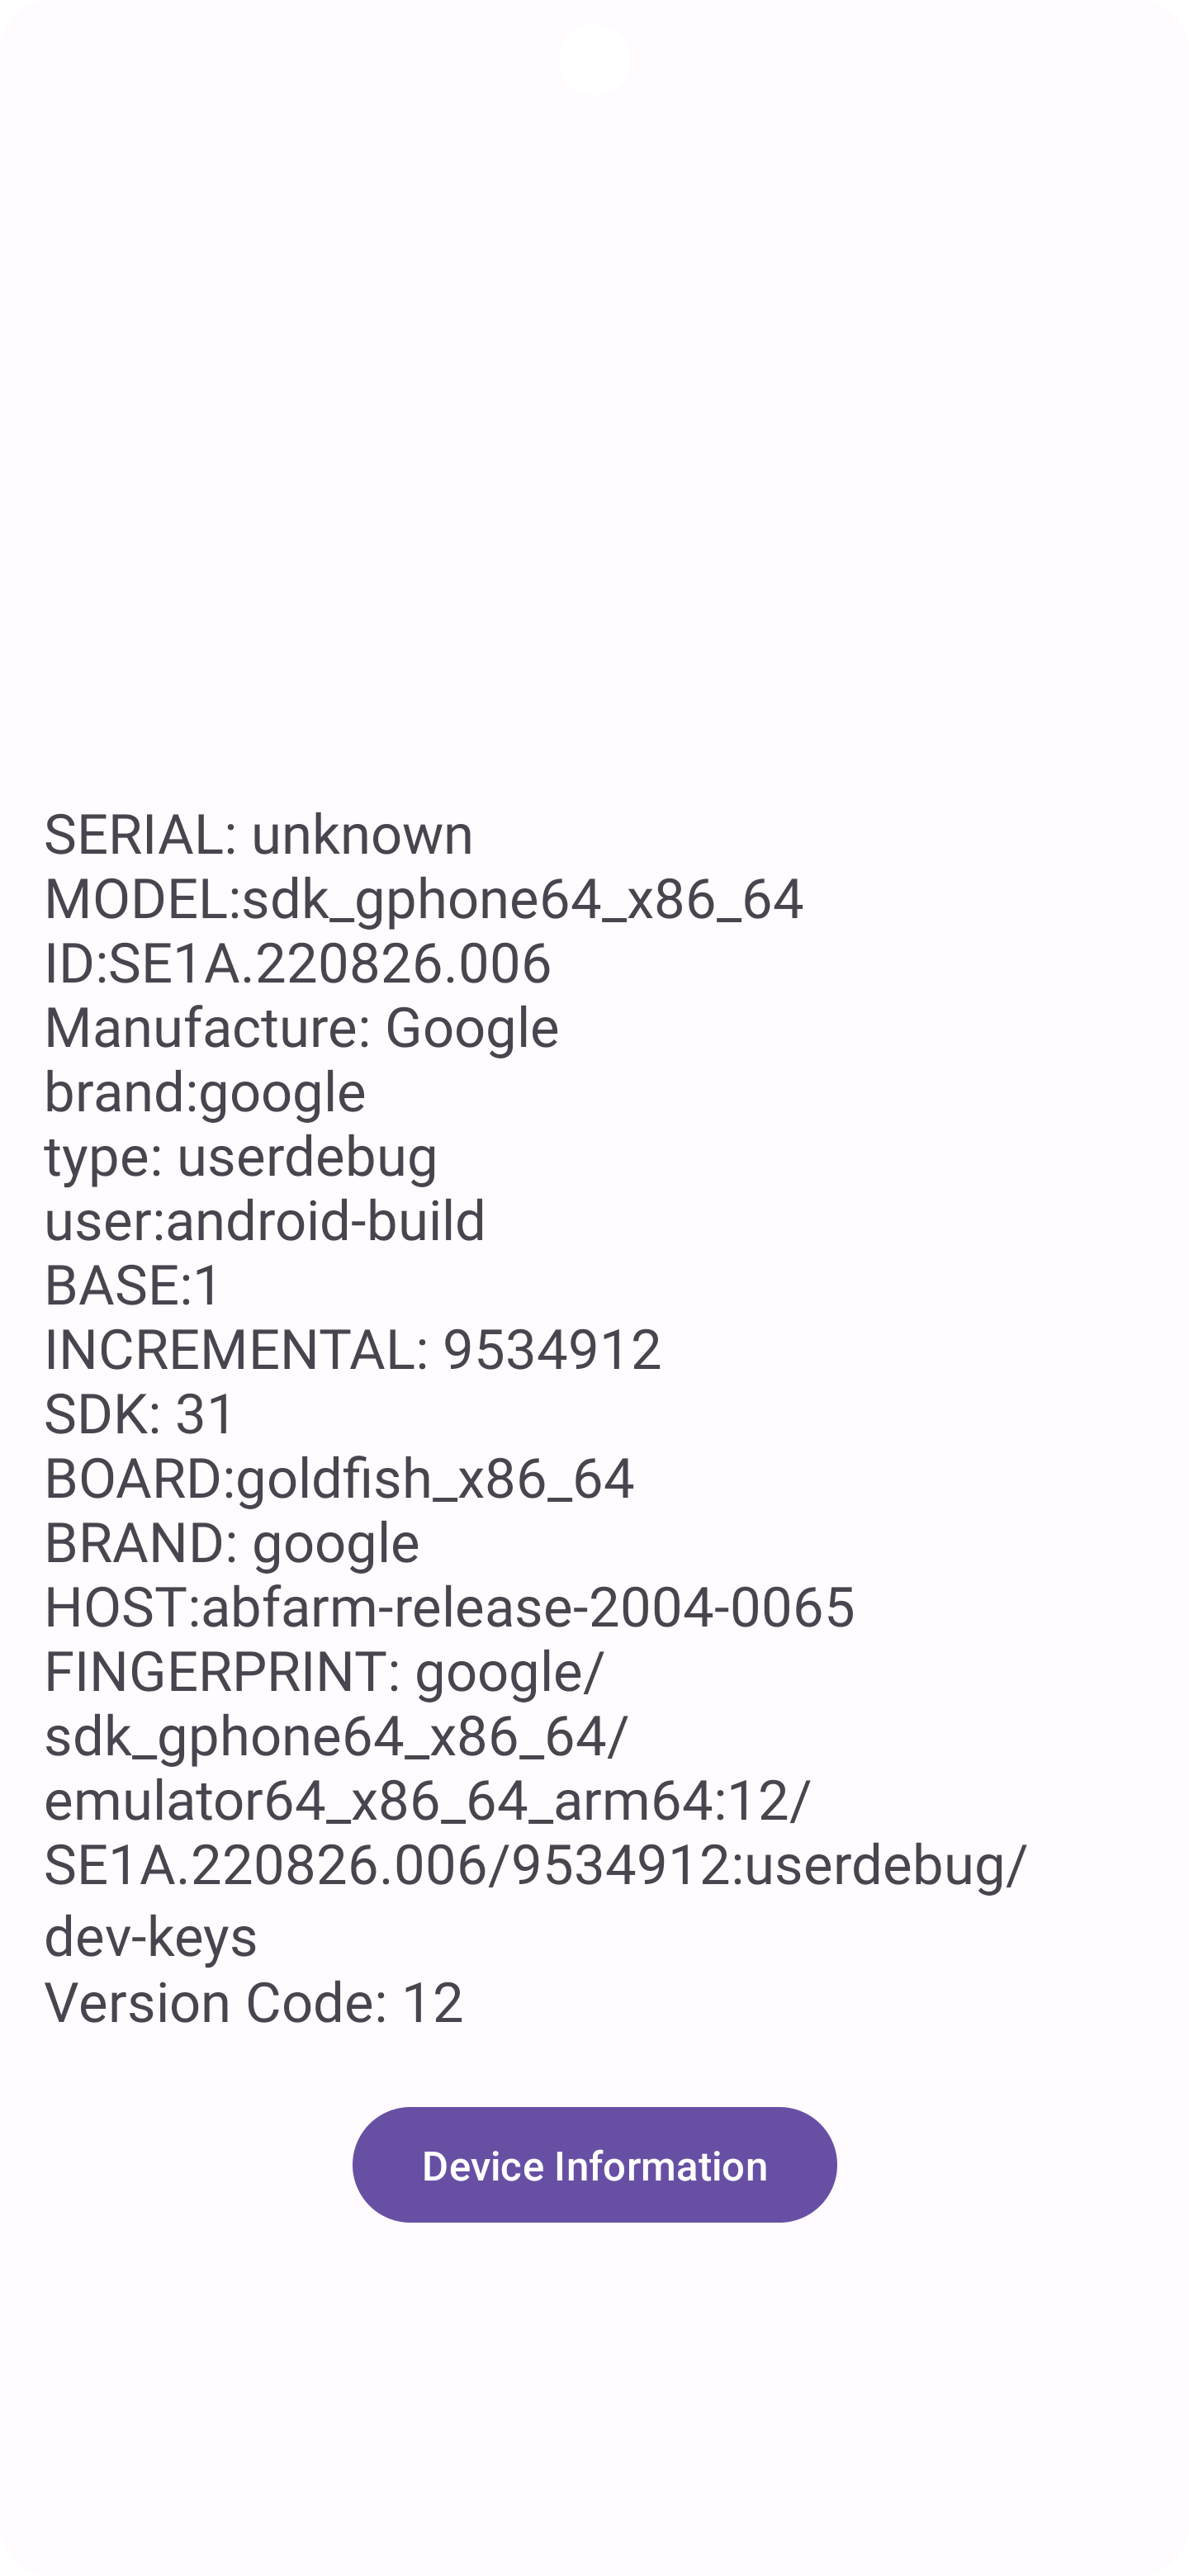 SERIAL: unknown
MODEL:sdk_gphone64_x86_64
ID:SE1A.220826.006
Manufacture: Google
brand:google
type: userdebug
user:android-build
BASE:1
INCREMENTAL: 9534912
SDK: 31
BOARD:goldfish_x86_64
BRAND: google
HOST:abfarm-release-2004-0065
FINGERPRINT: google/
sdk_gphone64_x86_64/
emulator64_x86_64_arm64:12/
SE1A.220826.006/9534912:userdebug/
dev-keys
Version Code: 12
Device Information